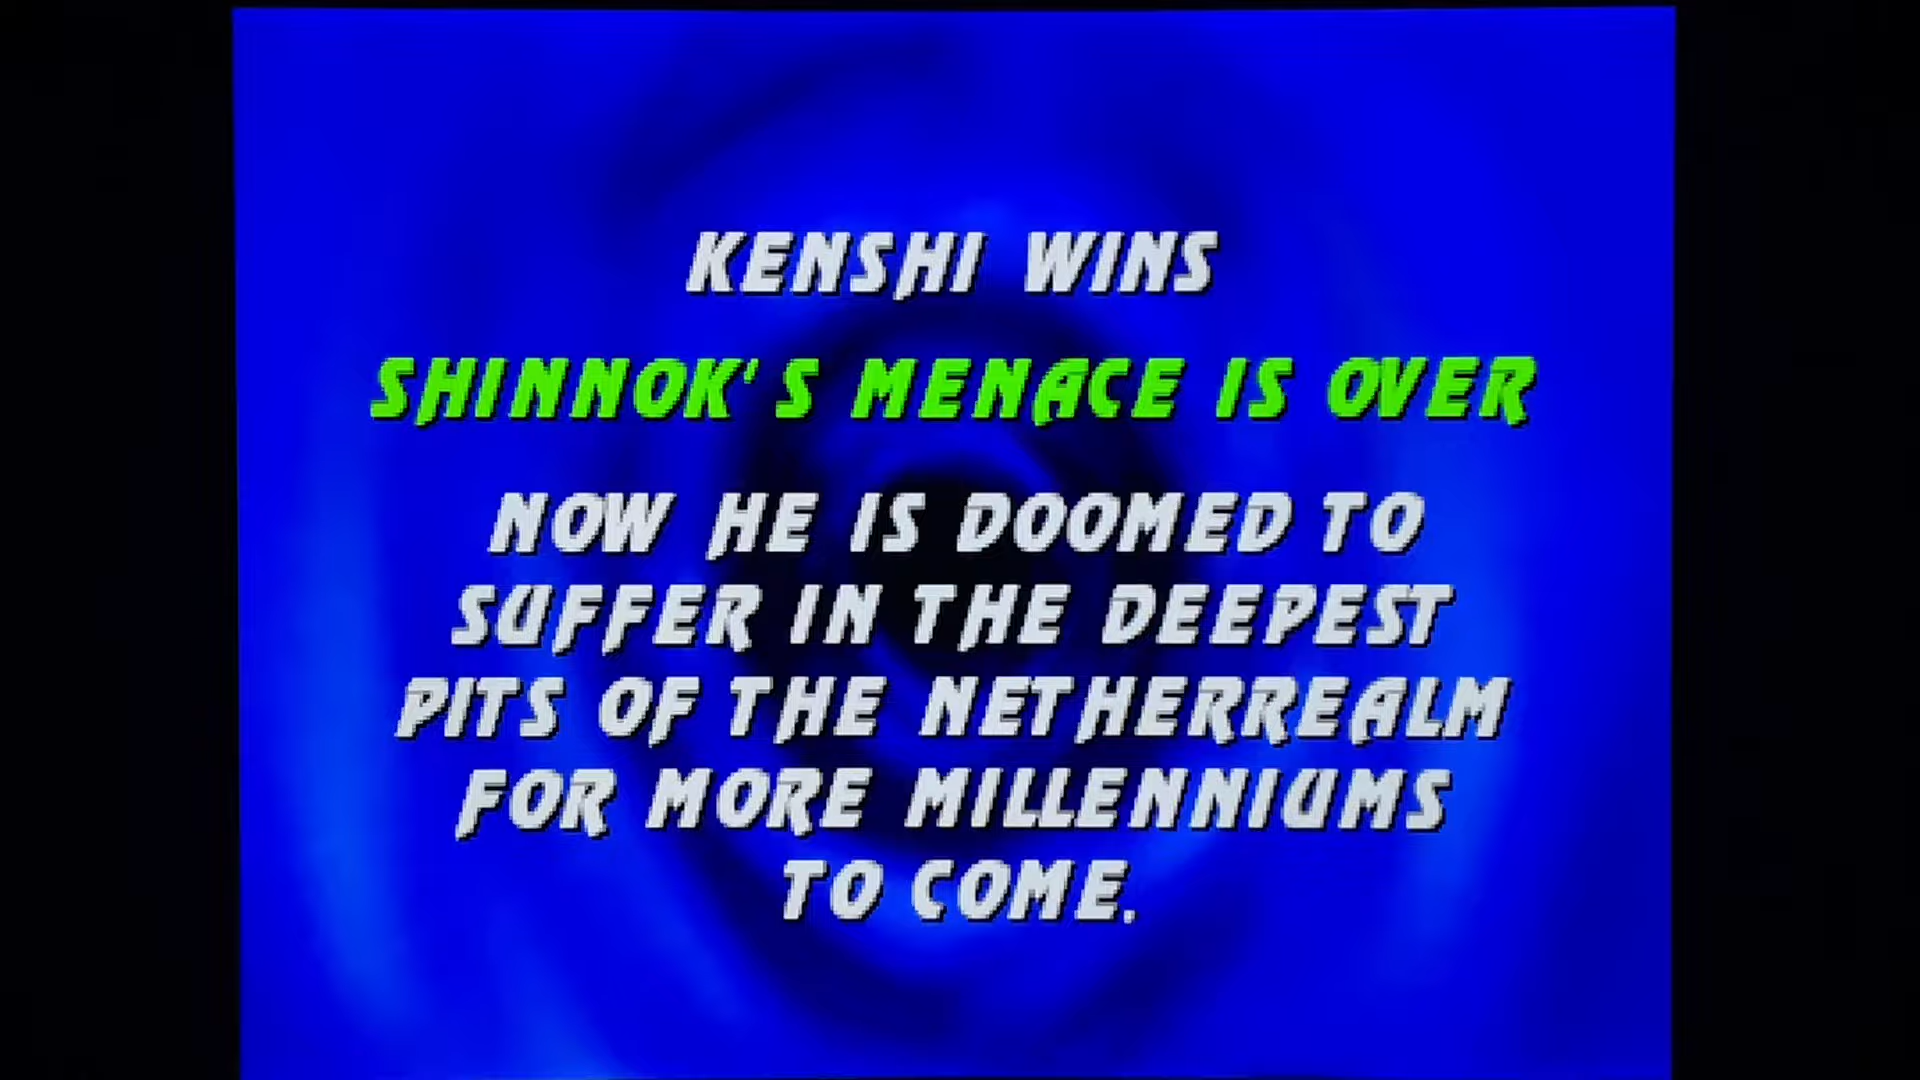 KENSHI WINS
SHINNOK'S MENACE IS OVER
NOW HE IS DOOMED TO
SUFFER IN THE DEEPEST
PITS OF THE NETHERREALM
FOR MORE MILLENNIUMS
TO COME.